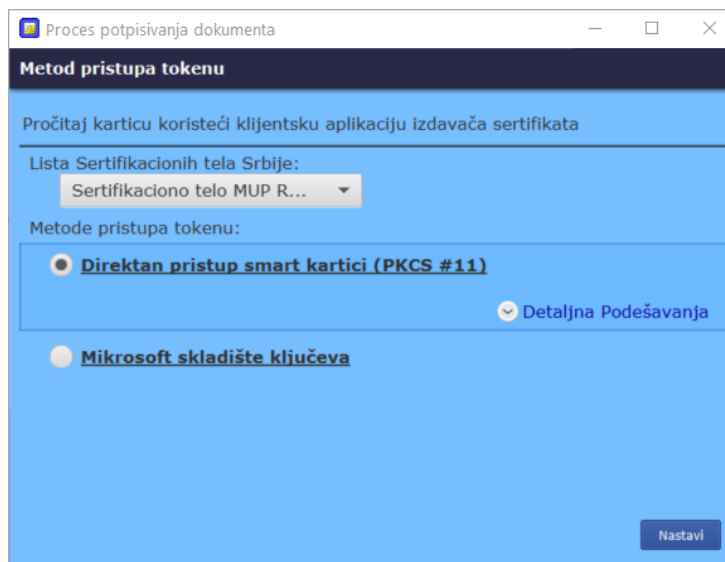 Proces potpisivanja dokumenta
Metod pristupa tokenu
Pročitaj karticu koristeći klijentsku aplikaciju izdavača sertifikata
Lista Sertifikacionih tela Srbije:
Sertifikaciono telo MUP R...
Metode pristupa tokenu:
Direktan pristup smart kartici (PKCS #11)
Detaljna Podešavanja
Mikrosoft skladište ključeva
Nastavi